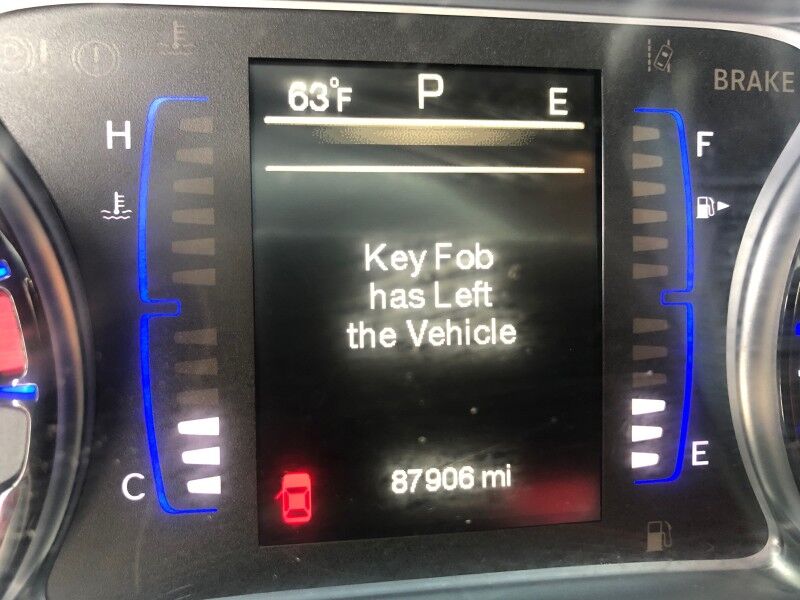 BRAKE
63°F P E
H
F
Key Fob
has Left
the Vehicle
C
E
87906 mi